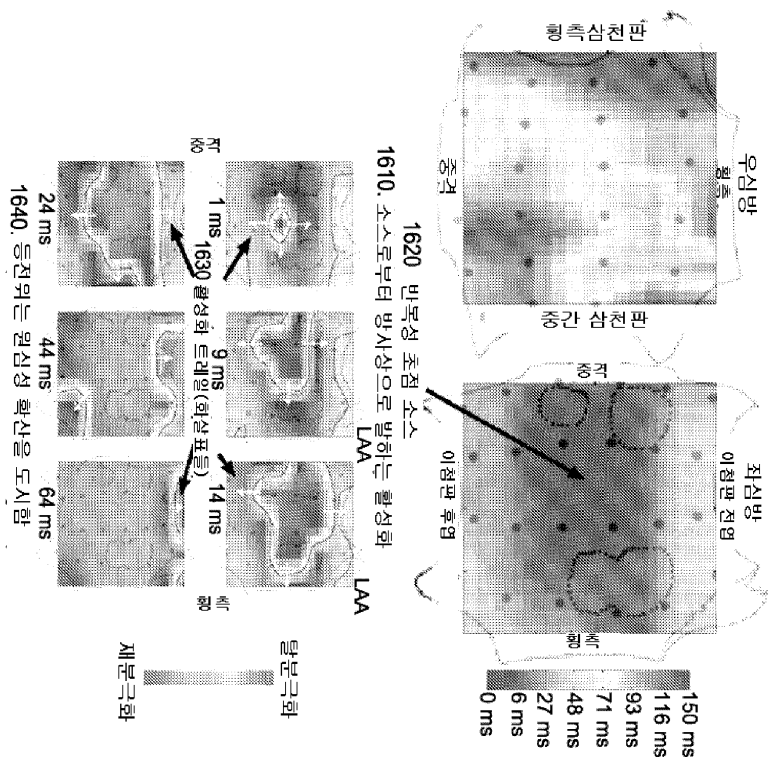 우심방
횡측
횡측삼천판
중간 삼천판
중격
좌심방
이첨판 전엽
중격
횡측
이첨판 후엽
150 ms
116 ms
93 ms
71 ms
48 ms
27 ms
6 ms
0 ms
1620 반복성 초점 소스
1610. 소스로부터 방사상으로 발하는 활성화
LAA
LAA
1 ms
9 ms
14 ms
1630 활성화 트레일(화살표들)
중격
횡측
24 ms
44 ms
64 ms
1640. 등전위는 원심성 확산을 도시함
탈분극화
재분극화